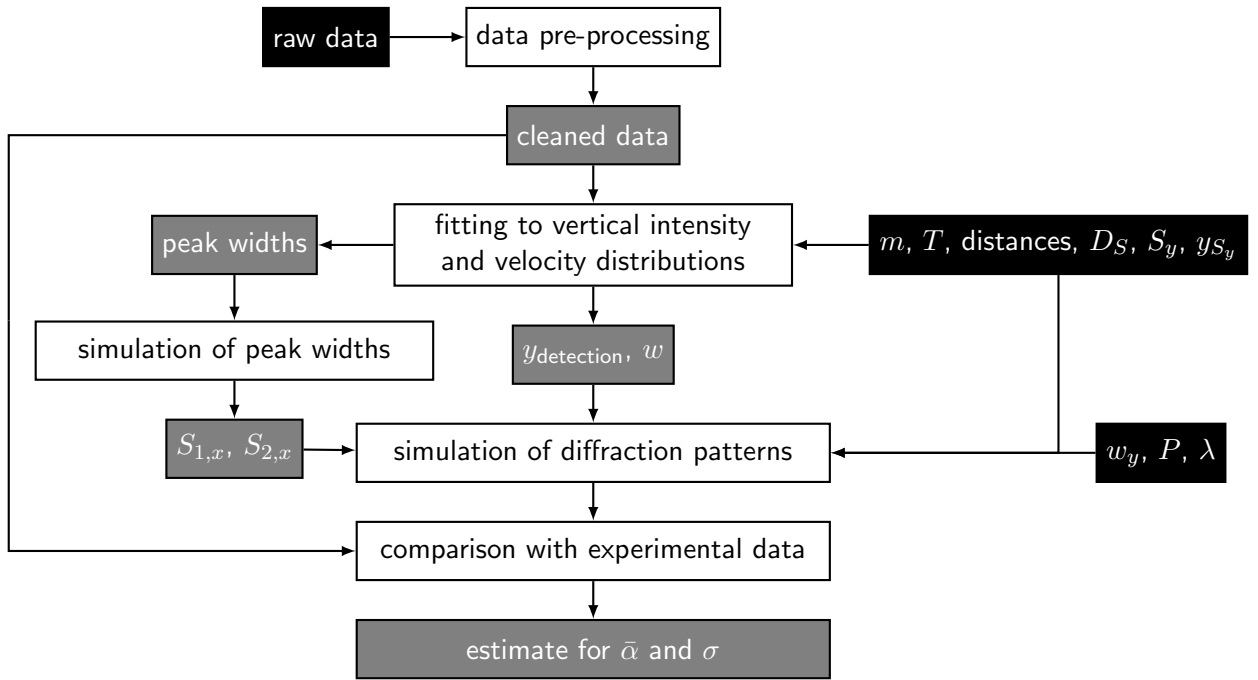 raw data
data pre-processing
cleaned data
peak widths
fitting to vertical intensity
and velocity distributions
m, T, distances, D_S, S_y, y_{S_y}
simulation of peak widths
y_detection, w
S_{1,x}, S_{2,x}
simulation of diffraction patterns
w_y, P, λ
comparison with experimental data
estimate for ᾱ and σ